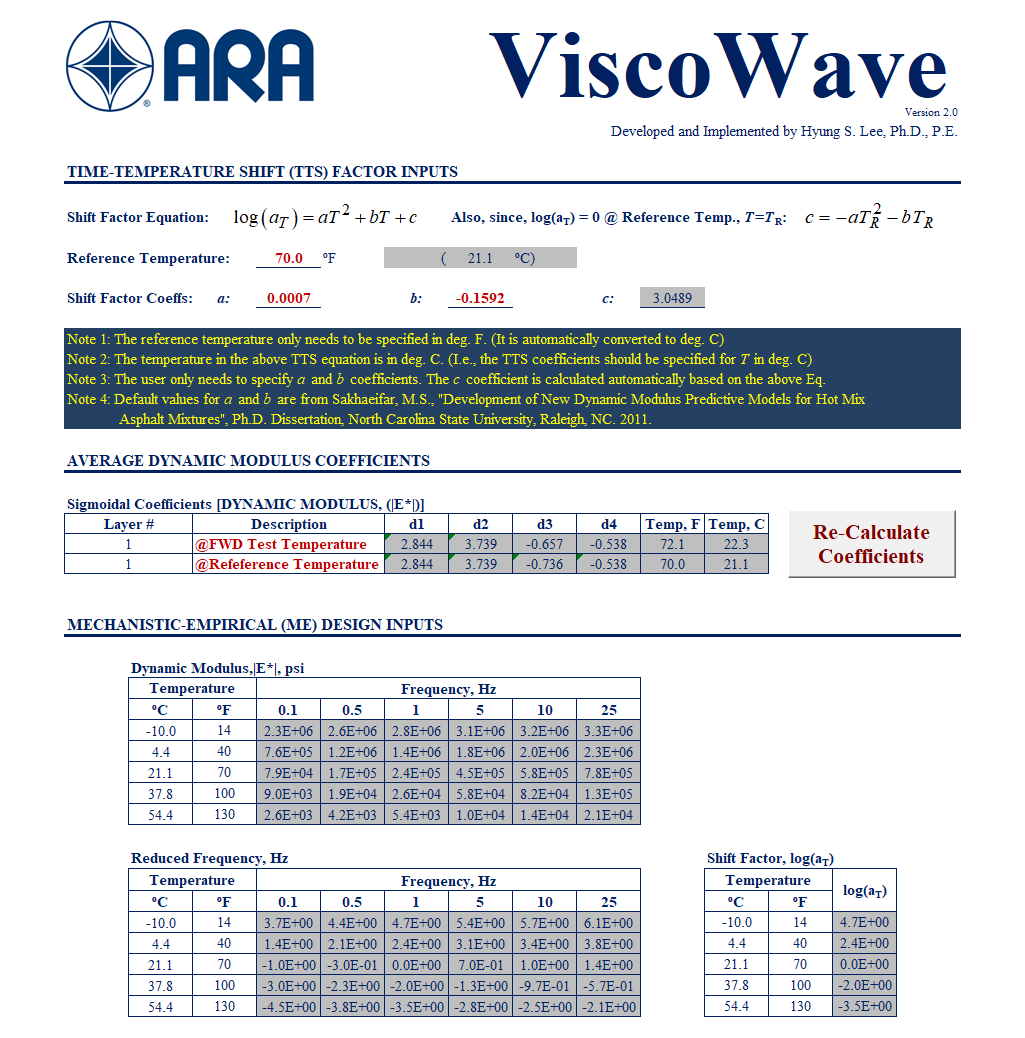 ARA
®
ViscoWave
Version 2.0
Developed and Implemented by Hyung S. Lee, Ph.D., P.E.
TIME-TEMPERATURE SHIFT (TTS) FACTOR INPUTS
Shift Factor Equation: log(a_T) = aT² + bT + c Also, since, log(a_T) = 0 @ Reference Temp., T=T_R: c = −aT_R² − bT_R
Reference Temperature: 70.0 ºF ( 21.1 ºC)
Shift Factor Coeffs: a: 0.0007 b: -0.1592 c: 3.0489
Note 1: The reference temperature only needs to be specified in deg. F. (It is automatically converted to deg. C)
Note 2: The temperature in the above TTS equation is in deg. C. (I.e., the TTS coefficients should be specified for T in deg. C)
Note 3: The user only needs to specify a and b coefficients. The c coefficient is calculated automatically based on the above Eq.
Note 4: Default values for a and b are from Sakhaeifar, M.S., "Development of New Dynamic Modulus Predictive Models for Hot Mix
Asphalt Mixtures", Ph.D. Dissertation, North Carolina State University, Raleigh, NC. 2011.
AVERAGE DYNAMIC MODULUS COEFFICIENTS
Sigmoidal Coefficients [DYNAMIC MODULUS, (|E*|)]
Layer # Description d1 d2 d3 d4 Temp, F Temp, C
1 @FWD Test Temperature 2.844 3.739 -0.657 -0.538 72.1 22.3
1 @Refeference Temperature 2.844 3.739 -0.736 -0.538 70.0 21.1
Re-Calculate
Coefficients
MECHANISTIC-EMPIRICAL (ME) DESIGN INPUTS
Dynamic Modulus,|E*|, psi
Temperature Frequency, Hz
ºC ºF 0.1 0.5 1 5 10 25
-10.0 14 2.3E+06 2.6E+06 2.8E+06 3.1E+06 3.2E+06 3.3E+06
4.4 40 7.6E+05 1.2E+06 1.4E+06 1.8E+06 2.0E+06 2.3E+06
21.1 70 7.9E+04 1.7E+05 2.4E+05 4.5E+05 5.8E+05 7.8E+05
37.8 100 9.0E+03 1.9E+04 2.6E+04 5.8E+04 8.2E+04 1.3E+05
54.4 130 2.6E+03 4.2E+03 5.4E+03 1.0E+04 1.4E+04 2.1E+04
Reduced Frequency, Hz
Temperature Frequency, Hz
ºC ºF 0.1 0.5 1 5 10 25
-10.0 14 3.7E+00 4.4E+00 4.7E+00 5.4E+00 5.7E+00 6.1E+00
4.4 40 1.4E+00 2.1E+00 2.4E+00 3.1E+00 3.4E+00 3.8E+00
21.1 70 -1.0E+00 -3.0E-01 0.0E+00 7.0E-01 1.0E+00 1.4E+00
37.8 100 -3.0E+00 -2.3E+00 -2.0E+00 -1.3E+00 -9.7E-01 -5.7E-01
54.4 130 -4.5E+00 -3.8E+00 -3.5E+00 -2.8E+00 -2.5E+00 -2.1E+00
Shift Factor, log(a_T)
Temperature log(a_T)
ºC ºF
-10.0 14 4.7E+00
4.4 40 2.4E+00
21.1 70 0.0E+00
37.8 100 -2.0E+00
54.4 130 -3.5E+00